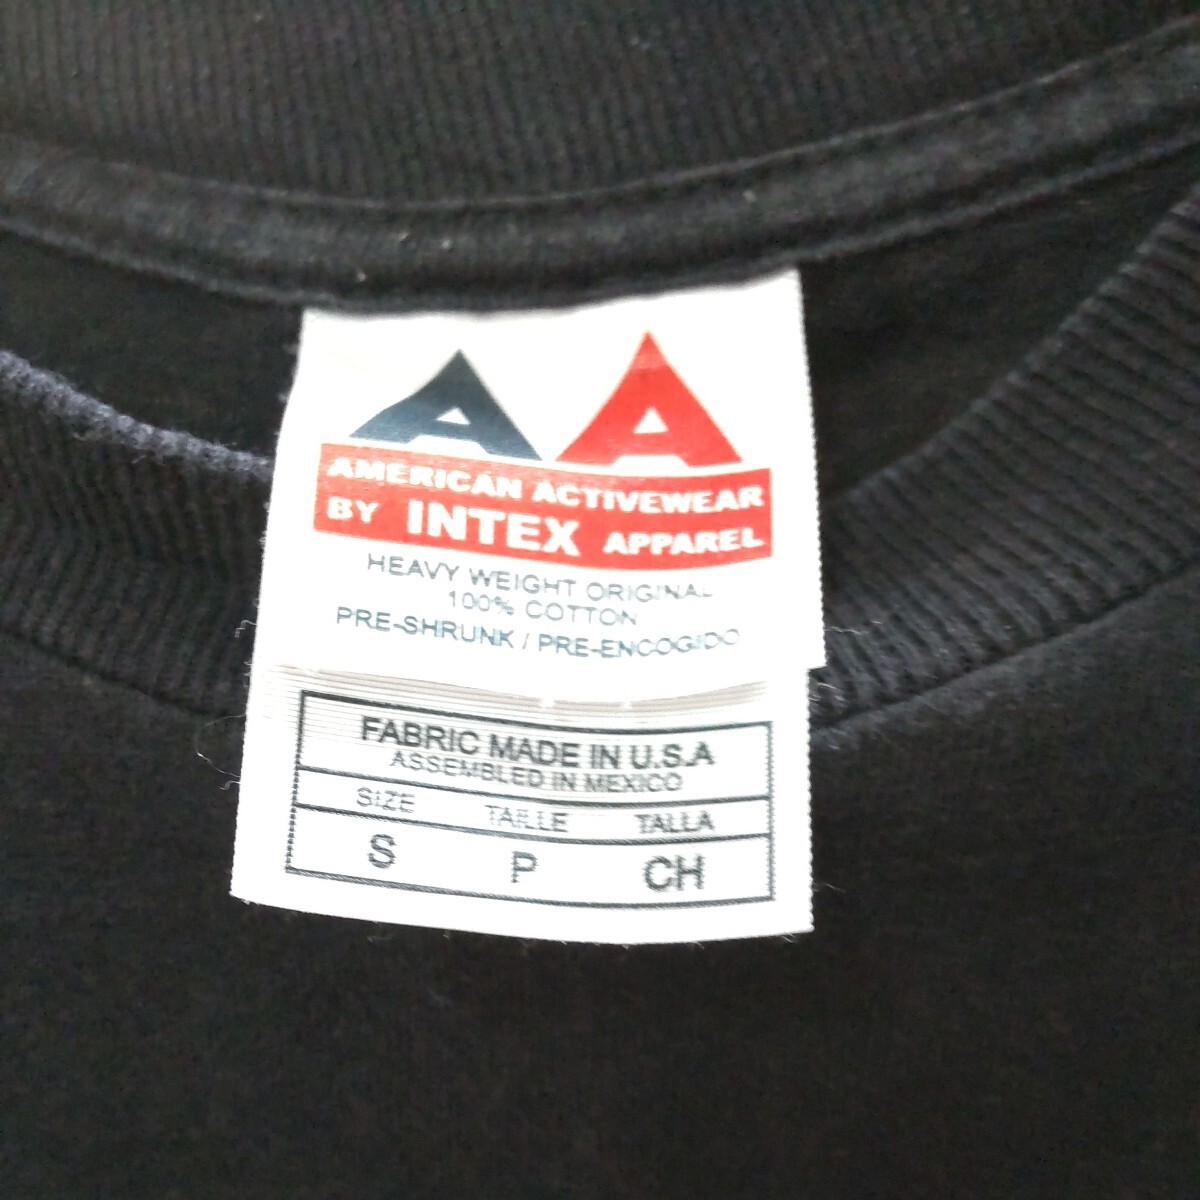 AA
AMERICAN ACTIVEWEAR
BY INTEX APPAREL
HEAVY WEIGHT ORIGINAL
100% COTTON
PRE-SHRUNK / PRE-ENCOGIDO
FABRIC MADE IN U.S.A
ASSEMBLED IN MEXICO
SIZE TAILLE TALLA
S P CH